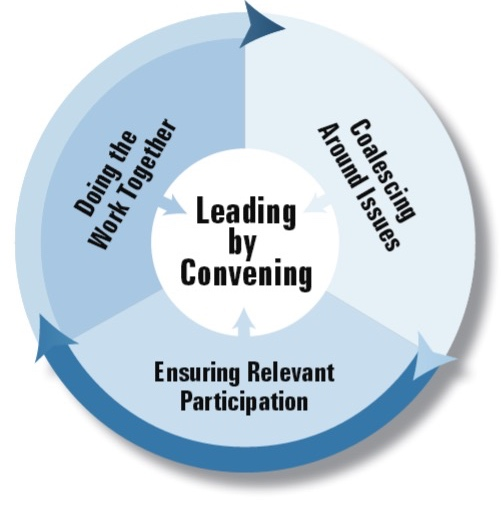 Leading
by
Convening
Coalescing
Around Issues
Ensuring Relevant
Participation
Doing the
Work Together